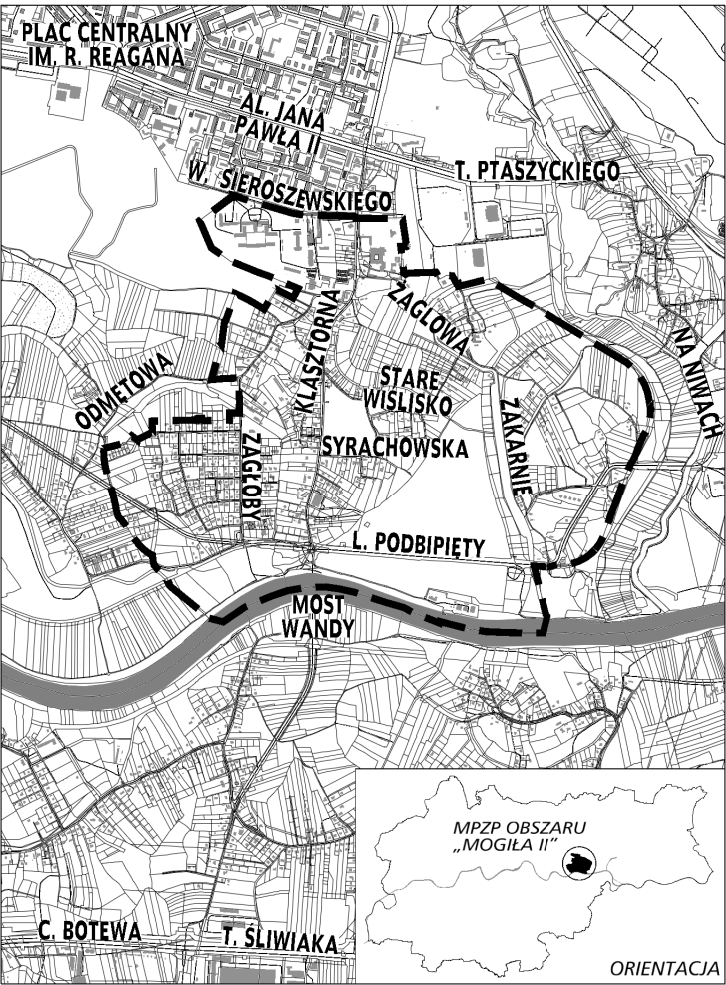 PLAC CENTRALNY
IM. R. REAGANA
AL. JANA
PAWŁA II
T. PTASZYCKIEGO
W. SIEROSZEWSKIEGO
ŻAGLOWA
KLASZTORNA
NA NIWACH
ODMĘTOWA
STARE
WIŚLISKO
ZAKARNIE
ZAGŁOBY
SYRACHOWSKA
L. PODBIPIĘTY
MOST
WANDY
MPZP OBSZARU
„MOGIŁA II”
C. BOTEWA
T. ŚLIWIAKA
ORIENTACJA